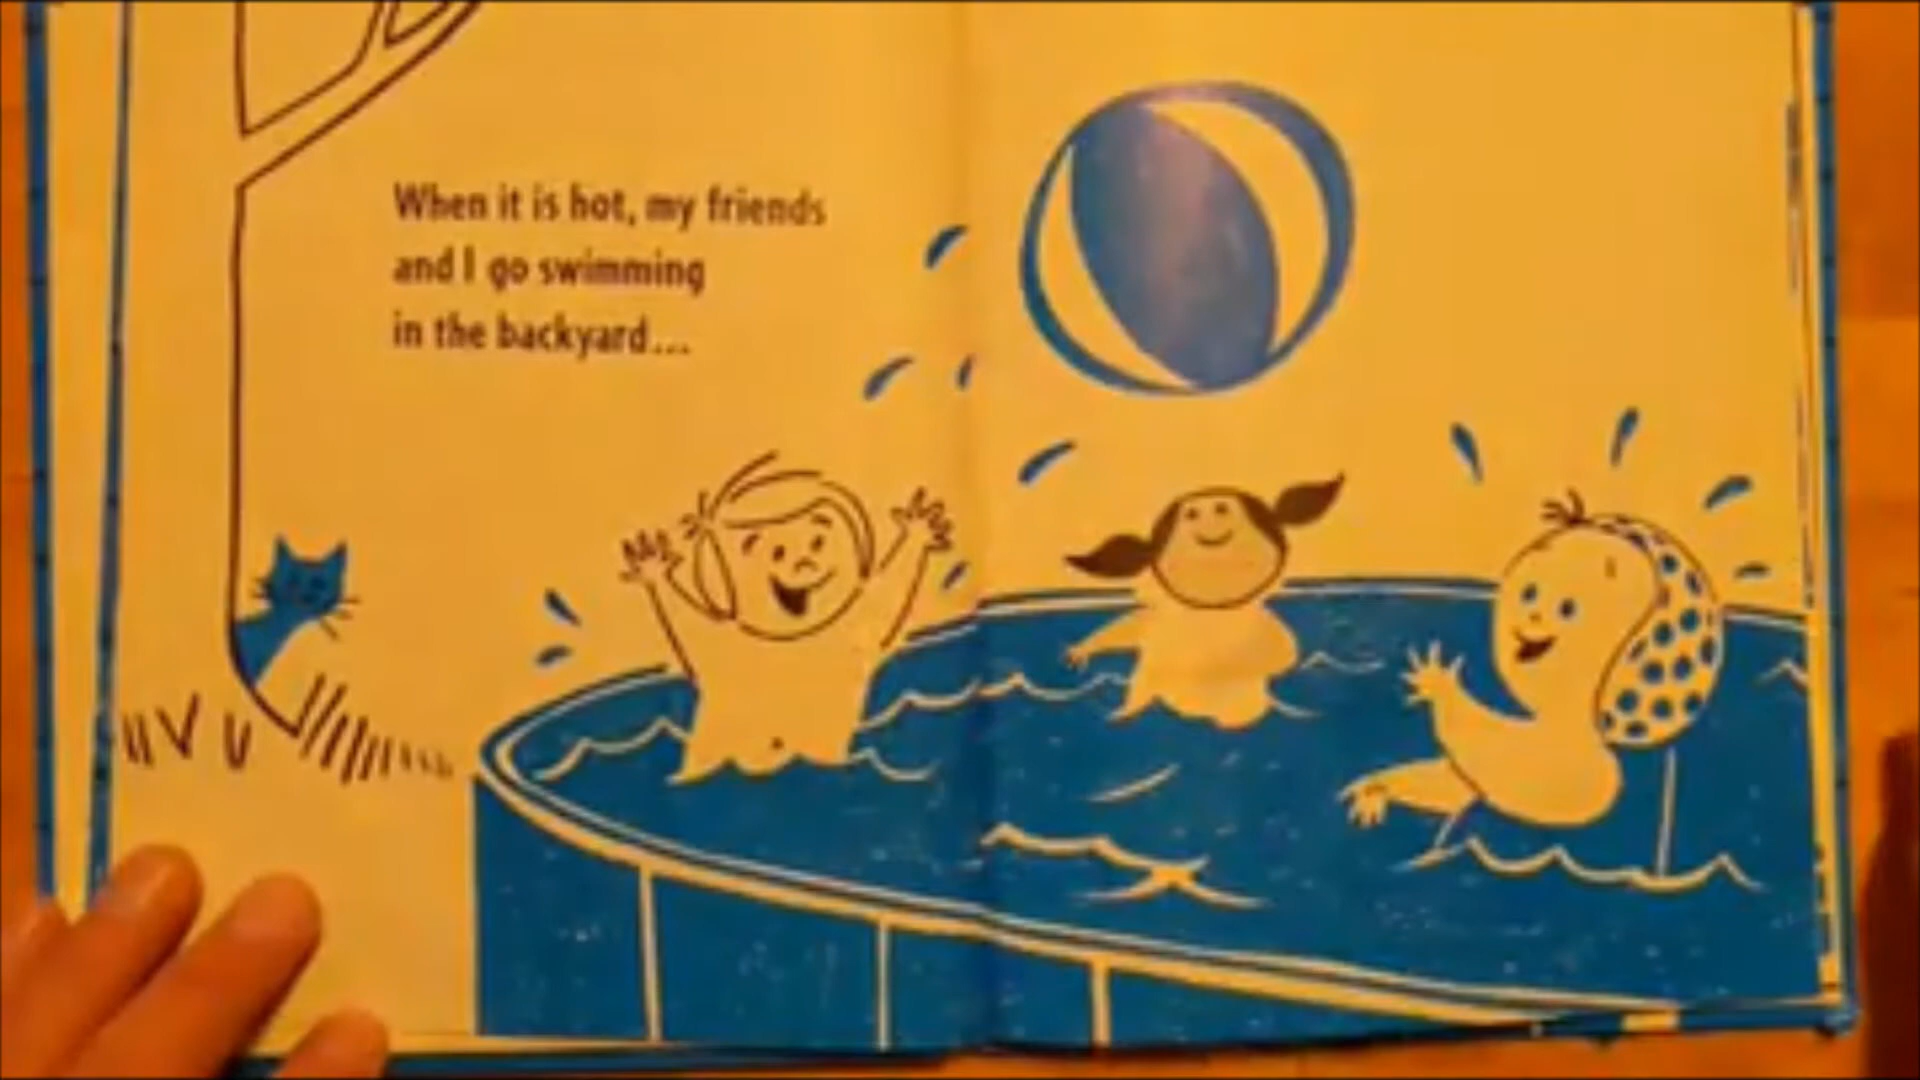 When it is hot, my friends
and I go swimming
in the backyard...